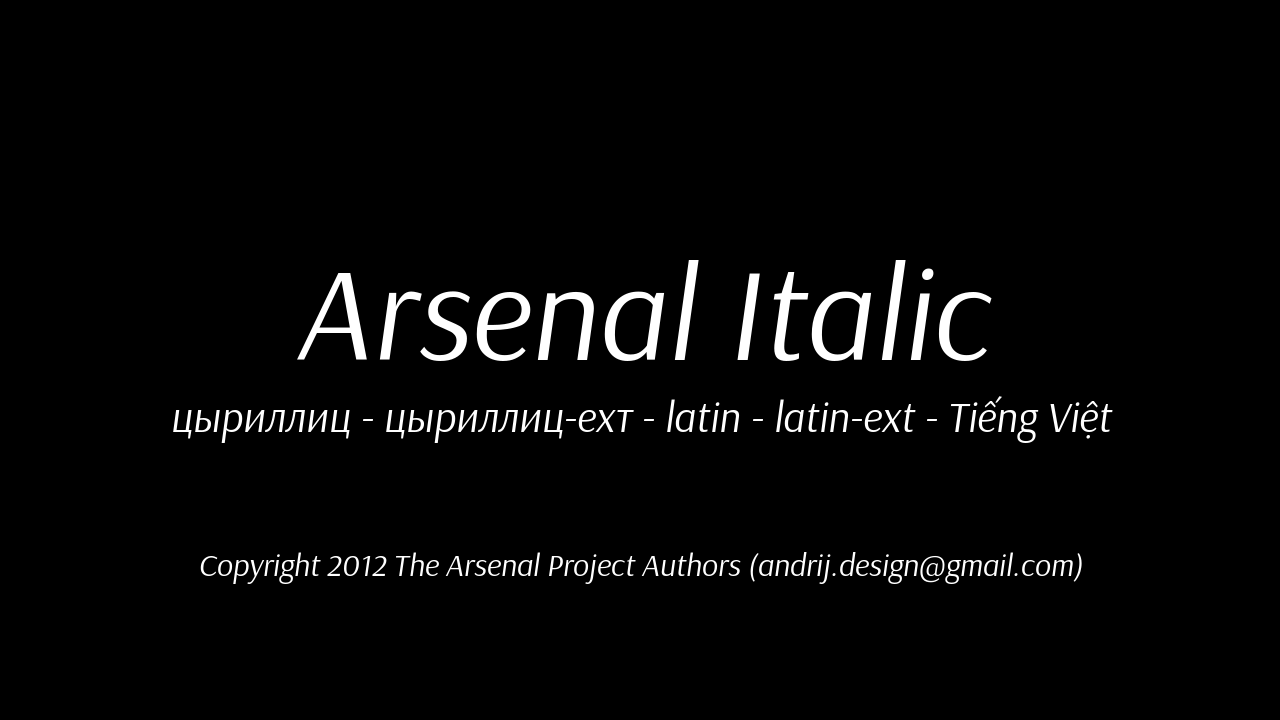 Arsenal Italic
цыриллиц - цыриллиц-ехт - latin - latin-ext - Tiếng Việt
Copyright 2012 The Arsenal Project Authors (andrij.design@gmail.com)